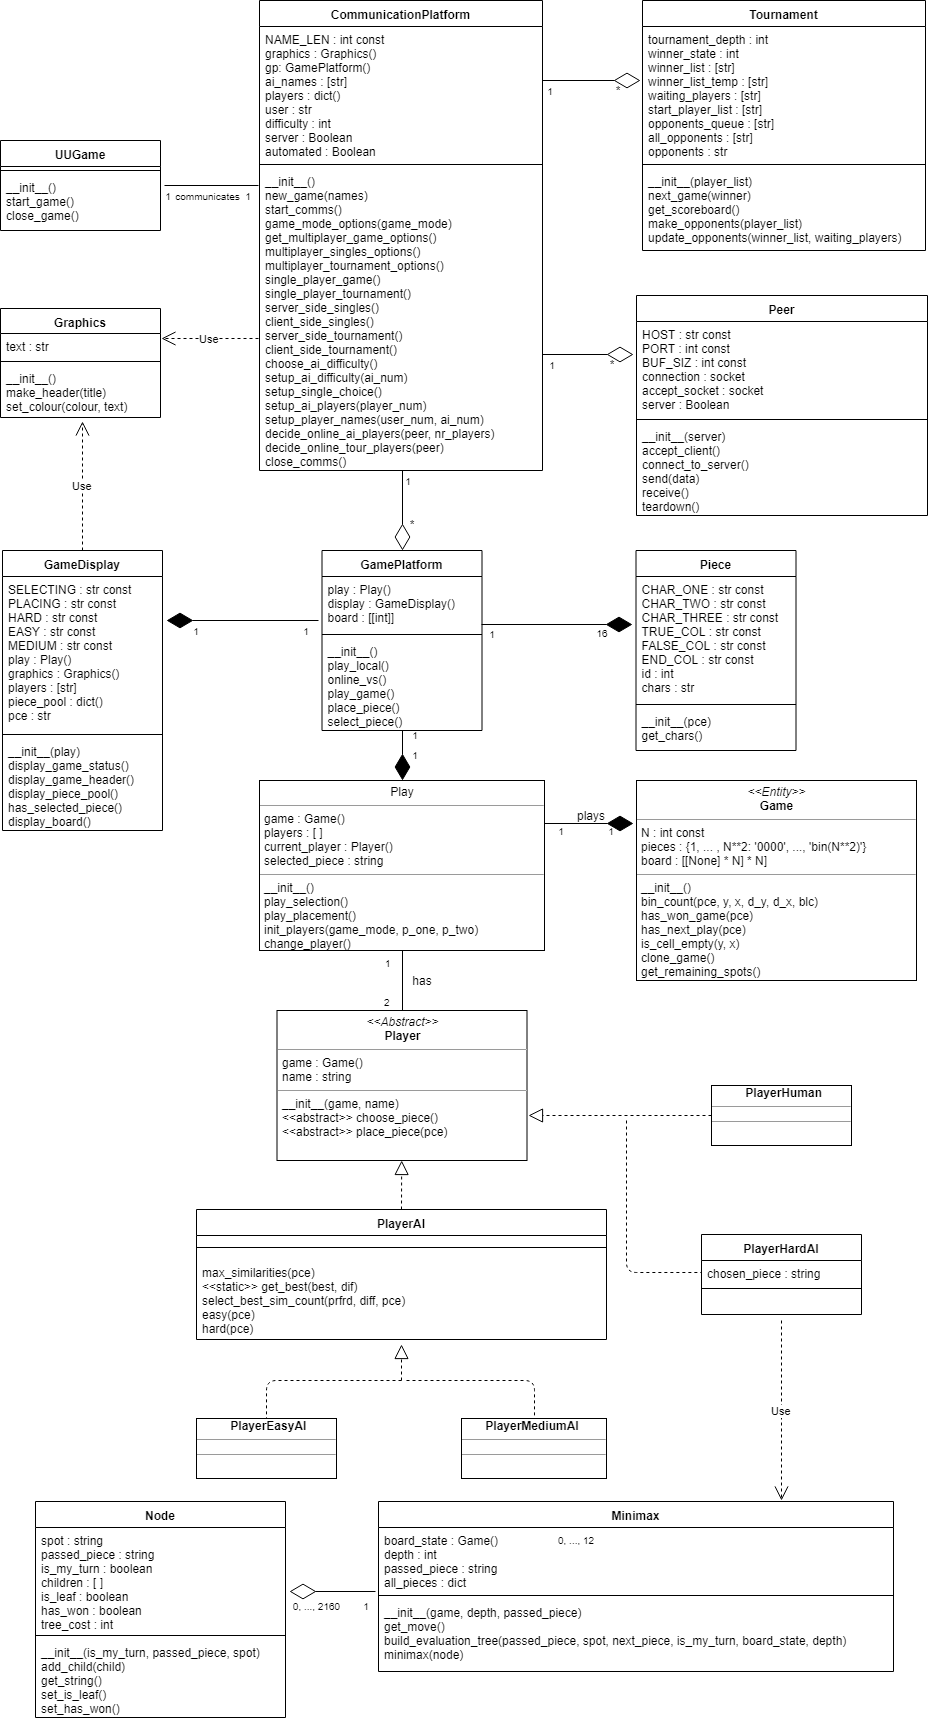 CommunicationPlatform
NAME_LEN : int const
graphics : Graphics()
gp: GamePlatform()
ai_names : [str]
players : dict()
user : str
difficulty : int
server : Boolean
automated : Boolean
__init__()
new_game(names)
start_comms()
game_mode_options(game_mode)
get_multiplayer_game_options()
multiplayer_singles_options()
multiplayer_tournament_options()
single_player_game()
single_player_tournament()
server_side_singles()
client_side_singles()
server_side_tournament()
client_side_tournament()
choose_ai_difficulty()
setup_ai_difficulty(ai_num)
setup_single_choice()
setup_ai_players(player_num)
setup_player_names(user_num, ai_num)
decide_online_ai_players(peer, nr_players)
decide_online_tour_players(peer)
close_comms()
Tournament
tournament_depth : int
winner_state : int
winner_list : [str]
winner_list_temp : [str]
waiting_players : [str]
start_player_list : [str]
opponents_queue : [str]
all_opponents : [str]
opponents : str
__init__(player_list)
next_game(winner)
get_scoreboard()
make_opponents(player_list)
update_opponents(winner_list, waiting_players)
1
*
UUGame
__init__()
start_game()
close_game()
1 communicates 1
Graphics
text : str
__init__()
make_header(title)
set_colour(colour, text)
Use
Peer
HOST : str const
PORT : int const
BUF_SIZ : int const
connection : socket
accept_socket : socket
server : Boolean
__init__(server)
accept_client()
connect_to_server()
send(data)
receive()
teardown()
1
*
Use
1
*
GameDisplay
SELECTING : str const
PLACING : str const
HARD : str const
EASY : str const
MEDIUM : str const
play : Play()
graphics : Graphics()
players : [str]
piece_pool : dict()
pce : str
__init__(play)
display_game_status()
display_game_header()
display_piece_pool()
has_selected_piece()
display_board()
1
1
GamePlatform
play : Play()
display : GameDisplay()
board : [[int]]
__init__()
play_local()
online_vs()
play_game()
place_piece()
select_piece()
1
16
Piece
CHAR_ONE : str const
CHAR_TWO : str const
CHAR_THREE : str const
TRUE_COL : str const
FALSE_COL : str const
END_COL : str const
id : int
chars : str
__init__(pce)
get_chars()
1
1
Play
game : Game()
players : [ ]
current_player : Player()
selected_piece : string
__init__()
play_selection()
play_placement()
init_players(game_mode, p_one, p_two)
change_player()
plays
1
1
<<Entity>>
Game
N : int const
pieces : {1, ... , N**2: '0000', ..., 'bin(N**2)'}
board : [[None] * N] * N]
__init__()
bin_count(pce, y, x, d_y, d_x, blc)
has_won_game(pce)
has_next_play(pce)
is_cell_empty(y, x)
clone_game()
get_remaining_spots()
1
has
2
<<Abstract>>
Player
game : Game()
name : string
__init__(game, name)
<<abstract>> choose_piece()
<<abstract>> place_piece(pce)
PlayerHuman
PlayerAI
max_similarities(pce)
<<static>> get_best(best, dif)
select_best_sim_count(prfrd, diff, pce)
easy(pce)
hard(pce)
PlayerHardAI
chosen_piece : string
Use
PlayerEasyAI
PlayerMediumAI
Node
spot : string
passed_piece : string
is_my_turn : boolean
children : [ ]
is_leaf : boolean
has_won : boolean
tree_cost : int
__init__(is_my_turn, passed_piece, spot)
add_child(child)
get_string()
set_is_leaf()
set_has_won()
0, ..., 2160
1
Minimax
board_state : Game()
0, ..., 12
depth : int
passed_piece : string
all_pieces : dict
__init__(game, depth, passed_piece)
get_move()
build_evaluation_tree(passed_piece, spot, next_piece, is_my_turn, board_state, depth)
minimax(node)